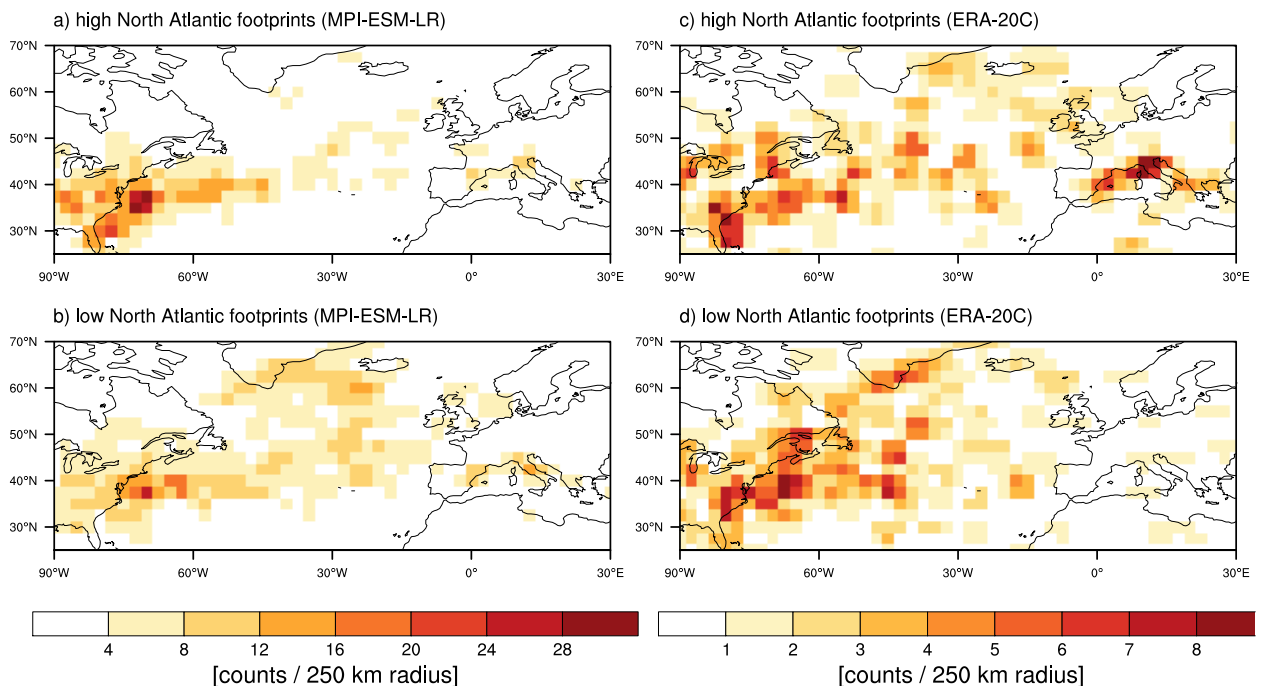 a) high North Atlantic footprints (MPI-ESM-LR)
70°N
60°N
50°N
40°N
30°N
90°W 60°W 30°W 0° 30°E
c) high North Atlantic footprints (ERA-20C)
70°N
60°N
50°N
40°N
30°N
90°W 60°W 30°W 0° 30°E
b) low North Atlantic footprints (MPI-ESM-LR)
70°N
60°N
50°N
40°N
30°N
90°W 60°W 30°W 0° 30°E
d) low North Atlantic footprints (ERA-20C)
70°N
60°N
50°N
40°N
30°N
90°W 60°W 30°W 0° 30°E
4 8 12 16 20 24 28
[counts / 250 km radius]
1 2 3 4 5 6 7 8
[counts / 250 km radius]